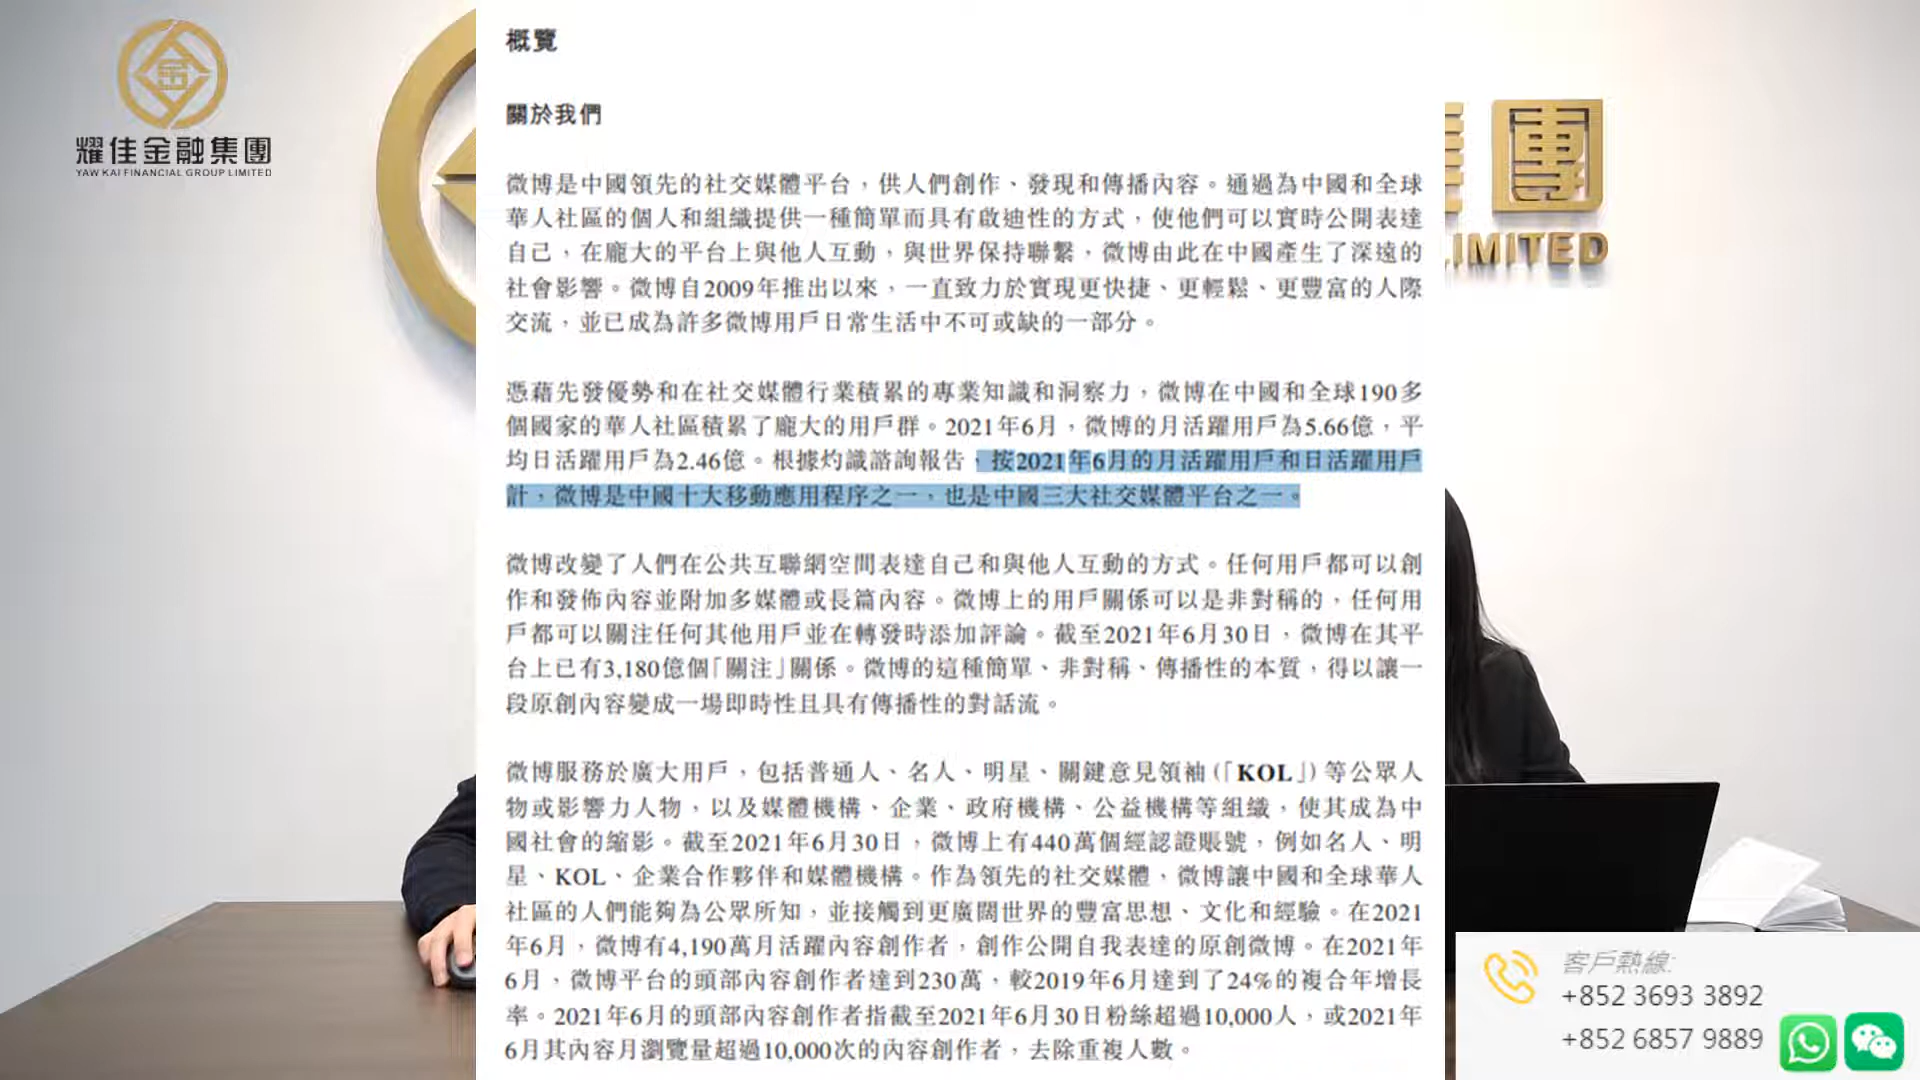 耀佳金融集團
YAW KAI FINANCIAL GROUP LIMITED
團
LIMITED
概覽
關於我們
微博是中國領先的社交媒體平台，供人們創作、發現和傳播內容。通過為中國和全球
華人社區的個人和組織提供一種簡單而具有啟迪性的方式，使他們可以實時公開表達
自己，在龐大的平台上與他人互動，與世界保持聯繫，微博由此在中國產生了深遠的
社會影響。微博自2009年推出以來，一直致力於實現更快捷、更輕鬆、更豐富的人際
交流，並已成為許多微博用戶日常生活中不可或缺的一部分。
憑藉先發優勢和在社交媒體行業積累的專業知識和洞察力，微博在中國和全球190多
個國家的華人社區積累了龐大的用戶群。2021年6月，微博的月活躍用戶為5.66億，平
均日活躍用戶為2.46億。根據灼識諮詢報告，按2021年6月的月活躍用戶和日活躍用戶
計，微博是中國十大移動應用程序之一，也是中國三大社交媒體平台之一。
微博改變了人們在公共互聯網空間表達自己和與他人互動的方式。任何用戶都可以創
作和發佈內容並附加多媒體或長篇內容。微博上的用戶關係可以是非對稱的，任何用
戶都可以關注任何其他用戶並在轉發時添加評論。截至2021年6月30日，微博在其平
台上已有3,180億個「關注」關係。微博的這種簡單、非對稱、傳播性的本質，得以讓一
段原創內容變成一場即時性且具有傳播性的對話流。
微博服務於廣大用戶，包括普通人、名人、明星、關鍵意見領袖(「KOL」)等公眾人
物或影響力人物，以及媒體機構、企業、政府機構、公益機構等組織，使其成為中
國社會的縮影。截至2021年6月30日，微博上有440萬個經認證賬號，例如名人、明
星、KOL、企業合作夥伴和媒體機構。作為領先的社交媒體，微博讓中國和全球華人
社區的人們能夠為公眾所知，並接觸到更廣闊世界的豐富思想、文化和經驗。在2021
年6月，微博有4,190萬月活躍內容創作者，創作公開自我表達的原創微博。在2021年
6月，微博平台的頭部內容創作者達到230萬，較2019年6月達到了24%的複合年增長
率。2021年6月的頭部內容創作者指截至2021年6月30日粉絲超過10,000人，或2021年
6月其內容月瀏覽量超過10,000次的內容創作者，去除重複人數。
客戶熱線:
+852 3693 3892
+852 6857 9889